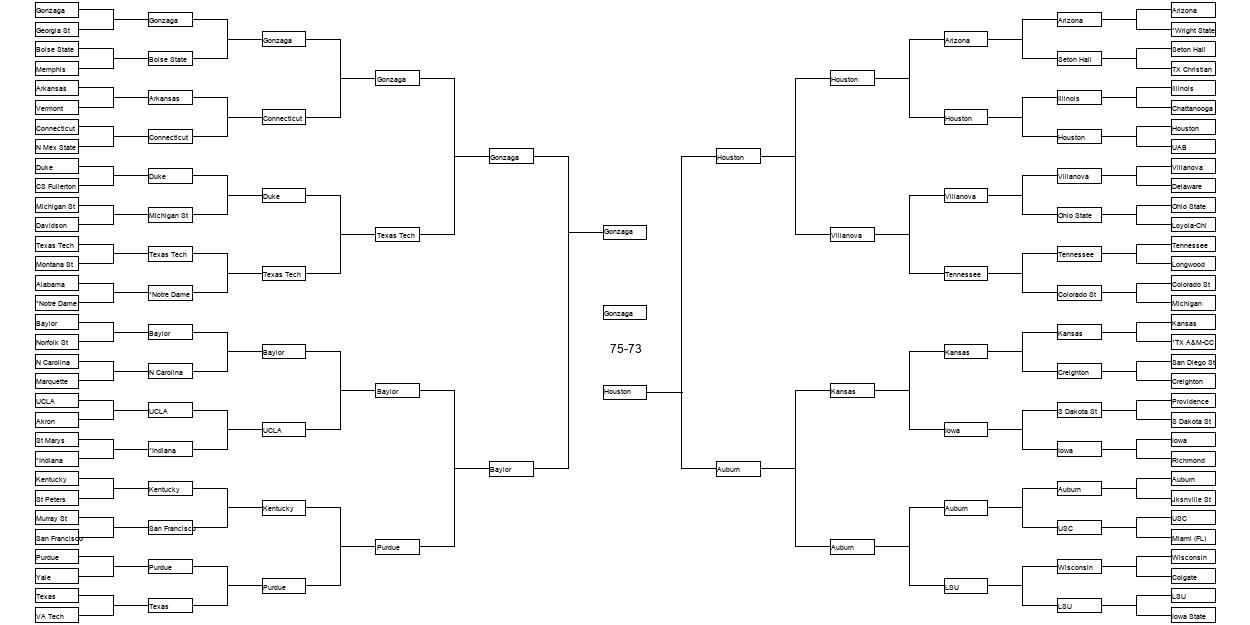 Gonzaga
Georgia St
Boise State
Memphis
Arkansas
Vermont
Connecticut
N Mex State
Duke
CS Fullerton
Michigan St
Davidson
Texas Tech
Montana St
Alabama
*Notre Dame
Baylor
Norfolk St
N Carolina
Marquette
UCLA
Akron
St Marys
*Indiana
Kentucky
St Peters
Murray St
San Francisco
Purdue
Yale
Texas
VA Tech
Gonzaga
Boise State
Arkansas
Connecticut
Duke
Michigan St
Texas Tech
*Notre Dame
Baylor
N Carolina
UCLA
*Indiana
Kentucky
San Francisco
Purdue
Texas
Gonzaga
Connecticut
Duke
Texas Tech
Baylor
UCLA
Kentucky
Purdue
Gonzaga
Texas Tech
Baylor
Purdue
Gonzaga
Baylor
Gonzaga
Gonzaga
75-73
Houston
Houston
Auburn
Houston
Villanova
Kansas
Auburn
Arizona
Houston
Villanova
Tennessee
Kansas
Iowa
Auburn
LSU
Arizona
Seton Hall
Illinois
Houston
Villanova
Ohio State
Tennessee
Colorado St
Kansas
Creighton
S Dakota St
Iowa
Auburn
USC
Wisconsin
LSU
Arizona
*Wright State
Seton Hall
TX Christian
Illinois
Chattanooga
Houston
UAB
Villanova
Delaware
Ohio State
Loyola-Chi
Tennessee
Longwood
Colorado St
Michigan
Kansas
*TX A&M-CC
San Diego St
Creighton
Providence
S Dakota St
Iowa
Richmond
Auburn
Jksnville St
USC
Miami (FL)
Wisconsin
Colgate
LSU
Iowa State